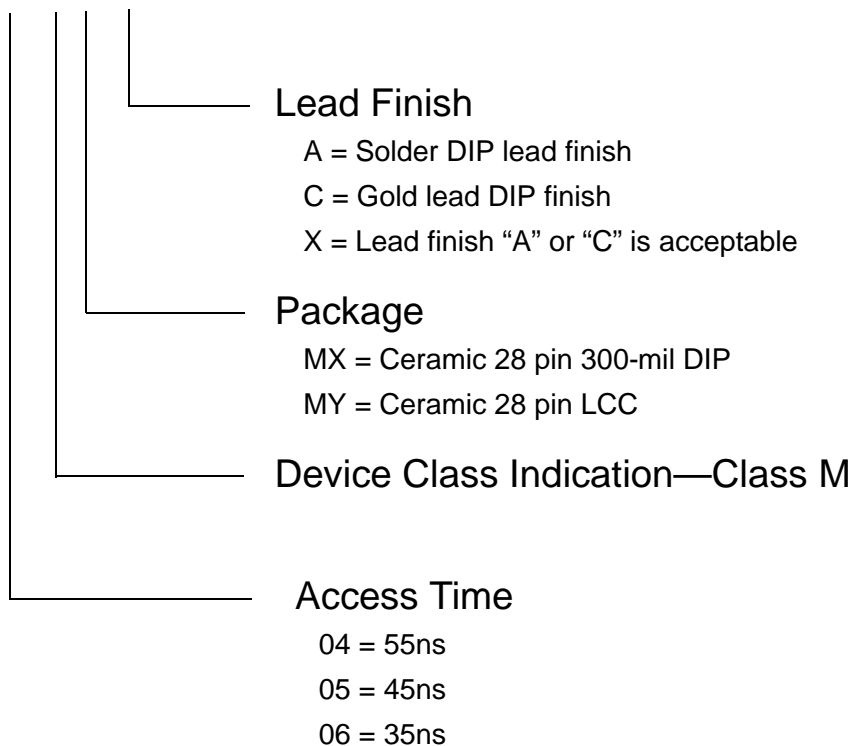 Lead Finish
A = Solder DIP lead finish
C = Gold lead DIP finish
X = Lead finish “A” or “C” is acceptable
Package
MX = Ceramic 28 pin 300-mil DIP
MY = Ceramic 28 pin LCC
Device Class Indication—Class M
Access Time
04 = 55ns
05 = 45ns
06 = 35ns